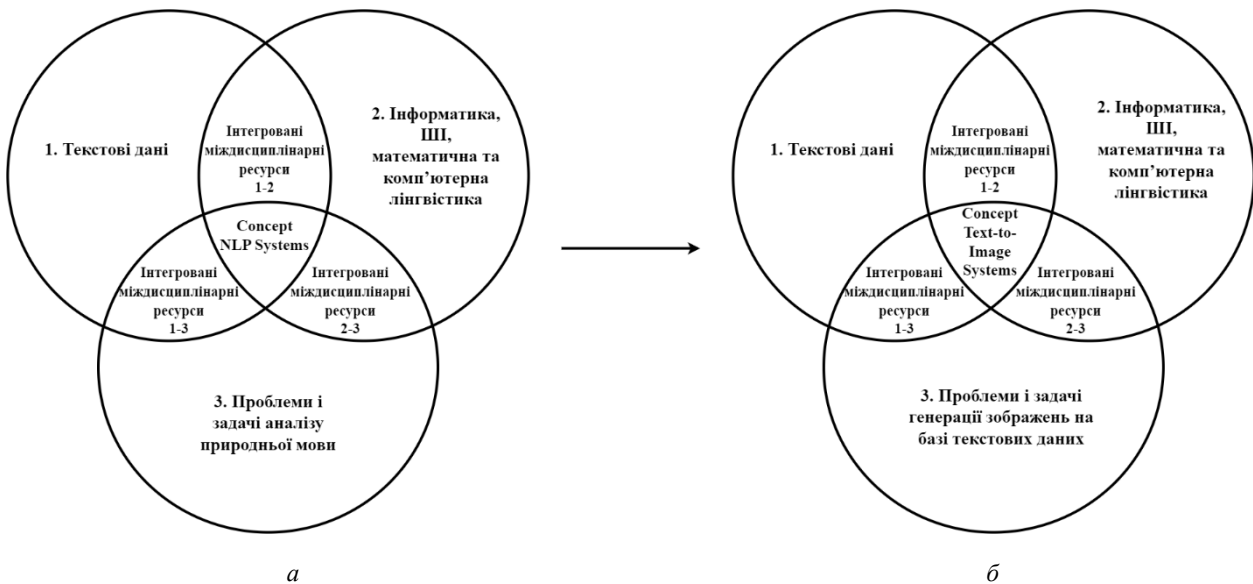 1. Текстові дані
Інтегровані
міждисциплінарні
ресурси
1-2
2. Інформатика,
ШІ,
математична та
комп’ютерна
лінгвістика
Concept
NLP Systems
Інтегровані
міждисциплінарні
ресурси
1-3
Інтегровані
міждисциплінарні
ресурси
2-3
3. Проблеми і
задачі аналізу
природньої мови
а
1. Текстові дані
Інтегровані
міждисциплінарні
ресурси
1-2
2. Інформатика,
ШІ,
математична та
комп’ютерна
лінгвістика
Concept
Text-to-
Image
Systems
Інтегровані
міждисциплінарні
ресурси
1-3
Інтегровані
міждисциплінарні
ресурси
2-3
3. Проблеми і задачі
генерації зображень на
базі текстових даних
б